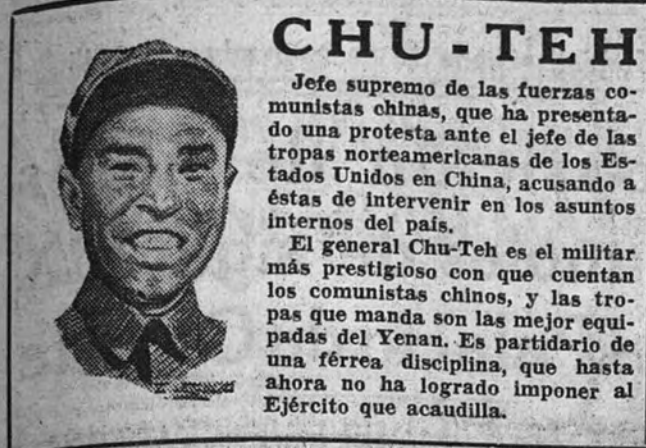 CHU-TEH
Jefe supremo de las fuerzas co-
munistas chinas, que ha presenta-
do una protesta ante el jefe de las
tropas norteamericanas de los Es-
tados Unidos en China, acusando a
éstas de intervenir en los asuntos
internos del país.
El general Chu-Teh es el militar
más prestigioso con que cuentan
los comunistas chinos, y las tro-
pas que manda son las mejor equi-
padas del Yenan. Es partidario de
una férrea disciplina, que hasta
ahora no ha logrado imponer al
Ejército que acaudilla.